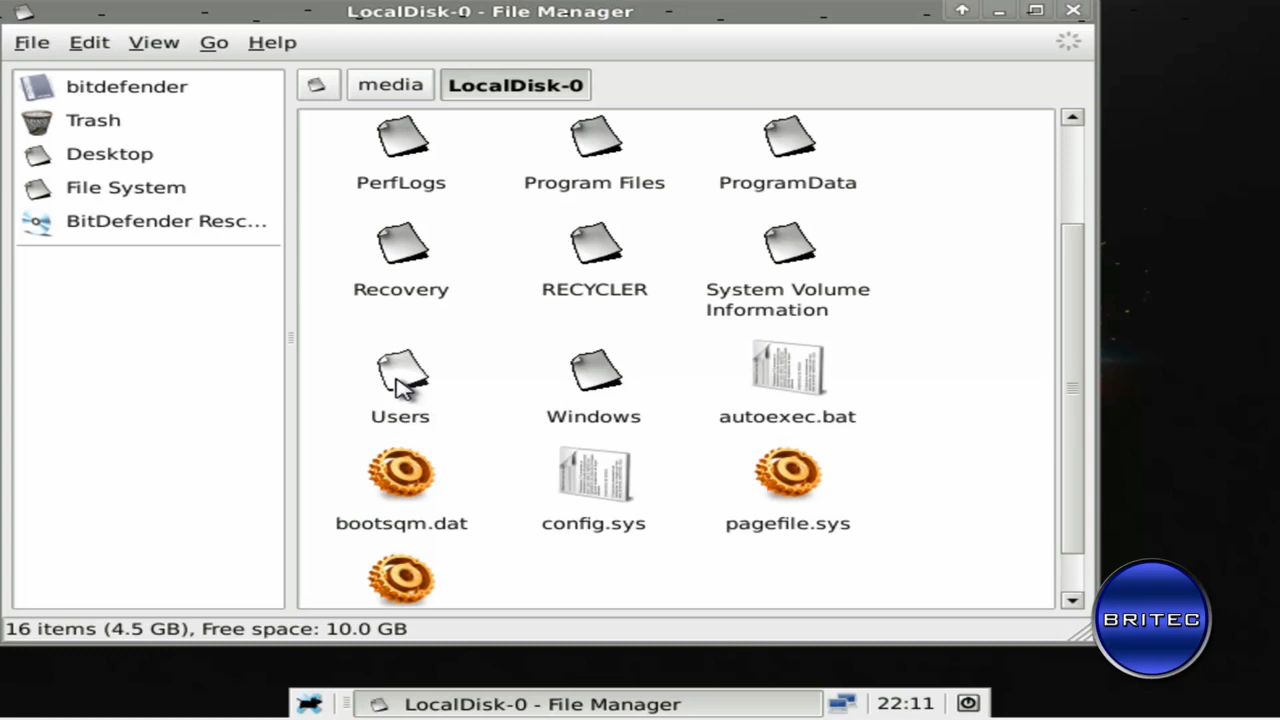 LocalDisk-0 - File Manager
File Edit View Go Help
bitdefender
Trash
Desktop
File System
BitDefender Resc...
media
LocalDisk-0
PerfLogs
Program Files
ProgramData
Recovery
RECYCLER
System Volume
Information
Users
Windows
autoexec.bat
bootsqm.dat
config.sys
pagefile.sys
16 items (4.5 GB), Free space: 10.0 GB
BRITEC
LocalDisk-0 - File Manager
22:11